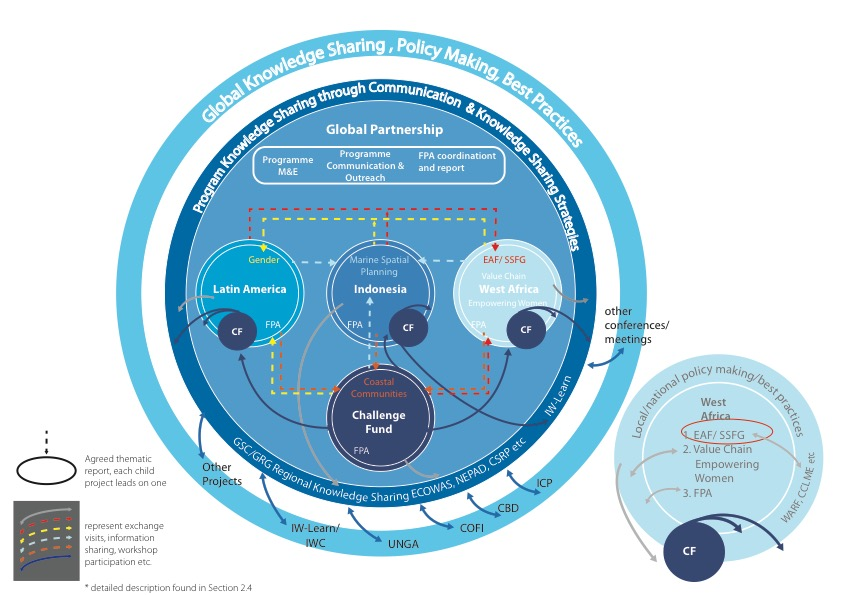 Global Knowledge Sharing , Policy Making, Best Practices
Program Knowledge Sharing through Communication & Knowledge Sharing Strategies
Global Partnership
Programme
M&E
Programme
Communication &
Outreach
FPA coordinationt
and report
Gender
Latin America
FPA
CF
Marine Spatial
Planning
Indonesia
FPA
CF
EAF/ SSFG
Value Chain
West Africa
Empowering Women
FPA
CF
Coastal
Communities
Challenge
Fund
FPA
GSC/GRG Regional Knowledge Sharing ECOWAS, NEPAD, CSRP etc
IW-Learn
other
conferences/
meetings
Other
Projects
IW-Learn/
IWC
UNGA
COFI
CBD
ICP
Local/national policy making/best practices
West
Africa
1. EAF/ SSFG
2. Value Chain
Empowering
Women
3. FPA
WARF, CCLME etc
CF
Agreed thematic
report, each child
project leads on one
represent exchange
visits, information
sharing, workshop
participation etc.
* detailed description found in Section 2.4